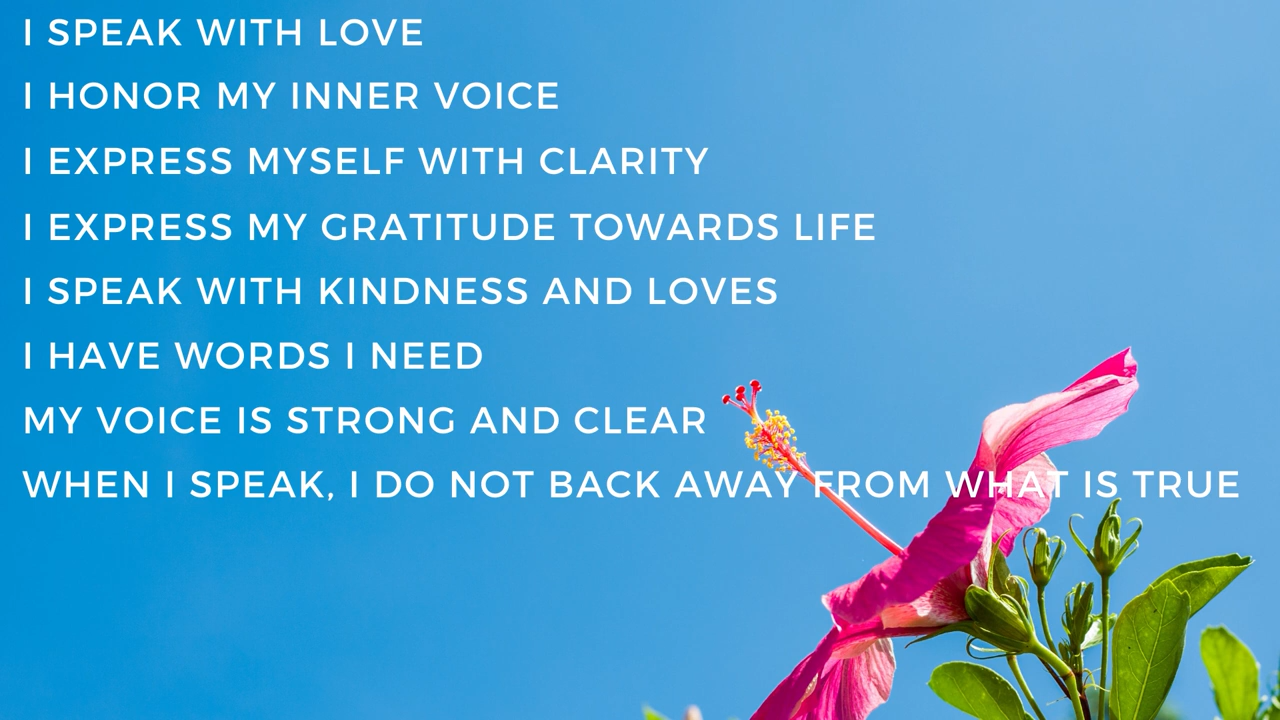 I SPEAK WITH LOVE
I HONOR MY INNER VOICE
I EXPRESS MYSELF WITH CLARITY
I EXPRESS MY GRATITUDE TOWARDS LIFE
I SPEAK WITH KINDNESS AND LOVES
I HAVE WORDS I NEED
MY VOICE IS STRONG AND CLEAR
WHEN I SPEAK, I DO NOT BACK AWAY FROM WHAT IS TRUE